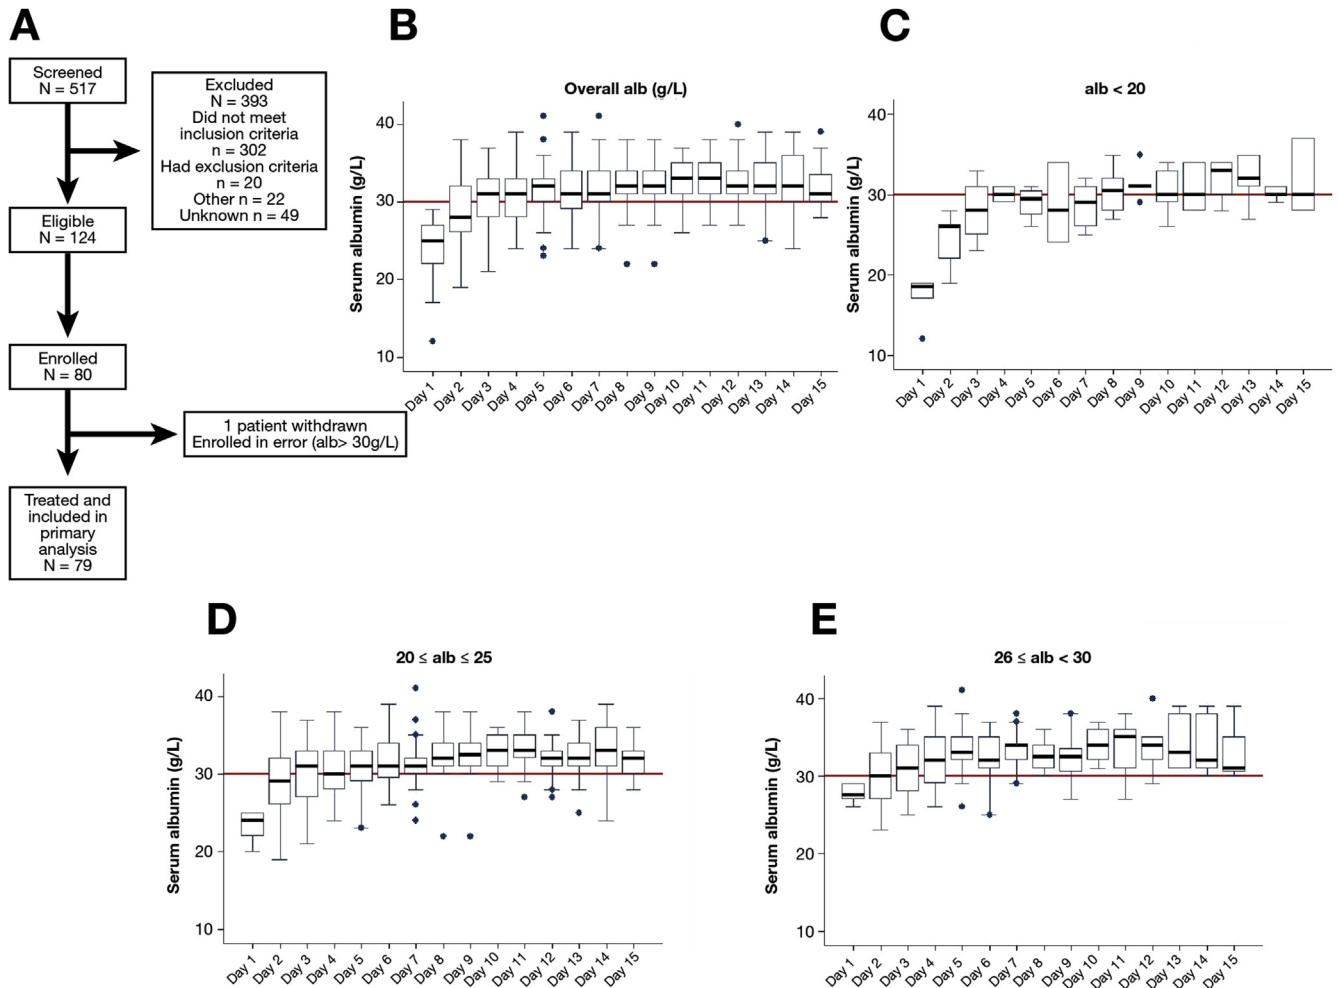 A
Screened
N = 517
Excluded
N = 393
Did not meet
inclusion criteria
n = 302
Had exclusion criteria
n = 20
Other n = 22
Unknown n = 49
Eligible
N = 124
Enrolled
N = 80
1 patient withdrawn
Enrolled in error (alb> 30g/L)
Treated and
included in
primary
analysis
N = 79
B
Overall alb (g/L)
Serum albumin (g/L)
40
30
20
10
Day 1
Day 2
Day 3
Day 4
Day 5
Day 6
Day 7
Day 8
Day 9
Day 10
Day 11
Day 12
Day 13
Day 14
Day 15
C
alb < 20
Serum albumin (g/L)
40
30
20
10
Day 1
Day 2
Day 3
Day 4
Day 5
Day 6
Day 7
Day 8
Day 9
Day 10
Day 11
Day 12
Day 13
Day 14
Day 15
D
20 ≤ alb ≤ 25
Serum albumin (g/L)
40
30
20
10
Day 1
Day 2
Day 3
Day 4
Day 5
Day 6
Day 7
Day 8
Day 9
Day 10
Day 11
Day 12
Day 13
Day 14
Day 15
E
26 ≤ alb < 30
Serum albumin (g/L)
40
30
20
10
Day 1
Day 2
Day 3
Day 4
Day 5
Day 6
Day 7
Day 8
Day 9
Day 10
Day 11
Day 12
Day 13
Day 14
Day 15